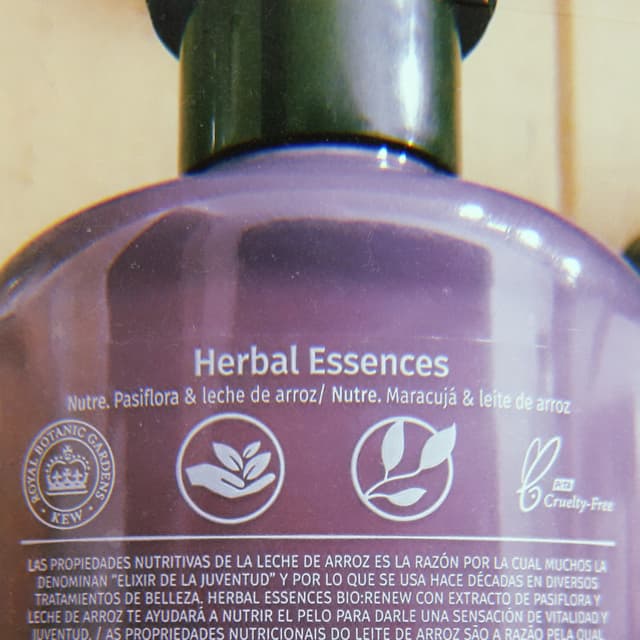 Herbal Essences
Nutre. Pasiflora & leche de arroz/ Nutre. Maracujá & leite de arroz
ROYAL BOTANIC GARDENS
KEW
PETA
Cruelty-Free
LAS PROPIEDADES NUTRITIVAS DE LA LECHE DE ARROZ ES LA RAZÓN POR LA CUAL MUCHOS LA
DENOMINAN "ELIXIR DE LA JUVENTUD" Y POR LO QUE SE USA HACE DÉCADAS EN DIVERSOS
TRATAMIENTOS DE BELLEZA. HERBAL ESSENCES BIO:RENEW CON EXTRACTO DE PASIFLORA Y
LECHE DE ARROZ TE AYUDARÁ A NUTRIR EL PELO PARA DARLE UNA SENSACIÓN DE VITALIDAD Y
JUVENTUD. / AS PROPRIEDADES NUTRICIONAIS DO LEITE DE ARROZ SÃO A RAZÃO PELA QUAL